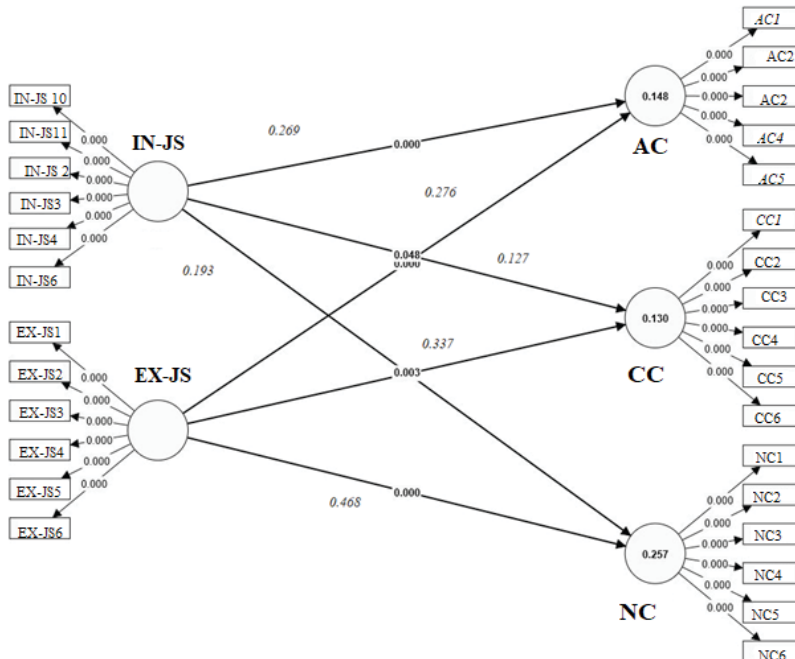 IN-JS 10
IN-JS11
IN-JS 2
IN-JS3
IN-JS4
IN-JS6
0.000
0.000
0.000
0.000
0.000
0.000
IN-JS
EX-JS1
EX-JS2
EX-JS3
EX-JS4
EX-JS5
EX-JS6
0.000
0.000
0.000
0.000
0.000
0.000
EX-JS
0.269
0.000
0.276
0.193
0.048
0.000
0.127
0.337
0.003
0.468
0.000
0.148
AC
0.000
0.000
0.000
0.000
0.000
AC1
AC2
AC2
AC4
AC5
0.130
CC
0.000
0.000
0.000
0.000
0.000
0.000
CC1
CC2
CC3
CC4
CC5
CC6
0.257
NC
0.000
0.000
0.000
0.000
0.000
0.000
NC1
NC2
NC3
NC4
NC5
NC6